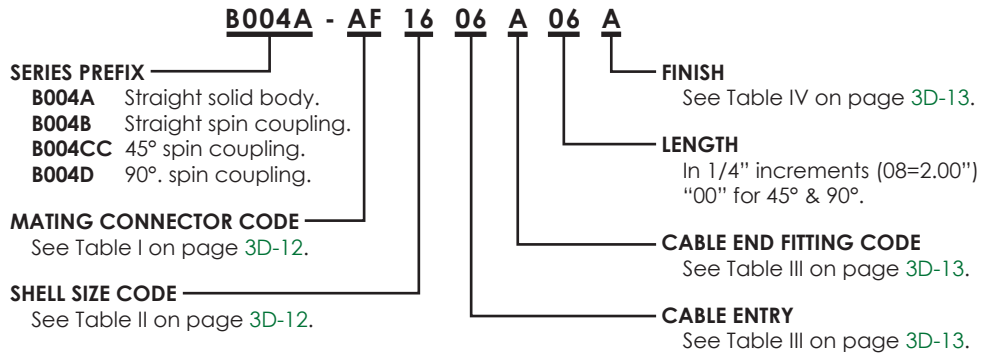 B004A - AF 16 06 A 06 A
SERIES PREFIX
B004A Straight solid body.
B004B Straight spin coupling.
B004CC 45° spin coupling.
B004D 90°. spin coupling.
MATING CONNECTOR CODE
See Table I on page 3D-12.
SHELL SIZE CODE
See Table II on page 3D-12.
FINISH
See Table IV on page 3D-13.
LENGTH
In 1/4” increments (08=2.00”)
“00” for 45° & 90°.
CABLE END FITTING CODE
See Table III on page 3D-13.
CABLE ENTRY
See Table III on page 3D-13.